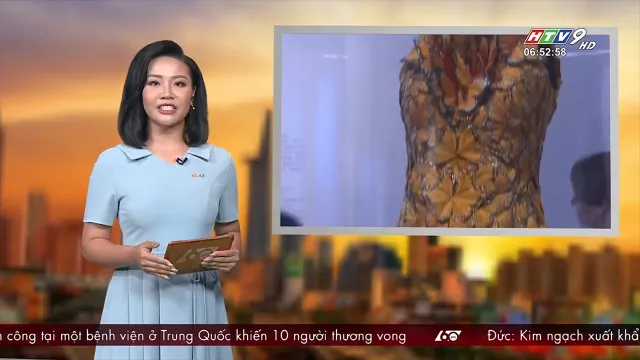 HTV9 HD
06:52:58
công tại một bệnh viện ở Trung Quốc khiến 10 người thương vong 60 Đức: Kim ngạch xuất khẩ